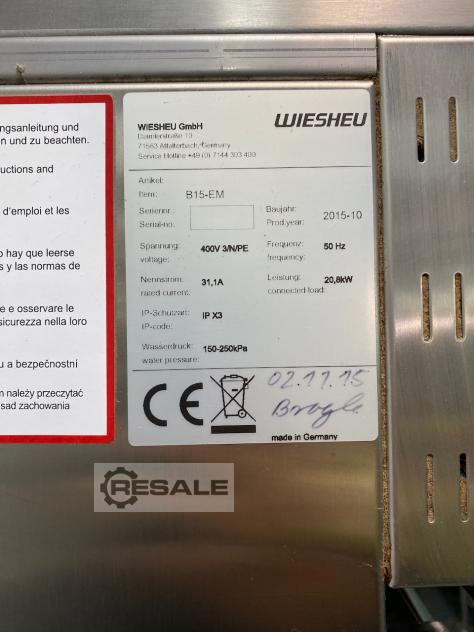 ngsanleitung und
n und zu beachten.
uctions and
d'emploi et les
o hay que leerse
s y las normas de
e e osservare le
sicurezza nella loro
u a bezpečnostní
m należy przeczytać
sad zachowania
WIESHEU GmbH
Daimlerstraße 10
71563 Affalterbach, Germany
Service Hotline +49 (0) 7144 303 400
WIESHEU
Artikel:
Item: B15-EM
Seriennr.:
Serial-no:
Baujahr:
Prod.year: 2015-10
Spannung:
voltage: 400V 3/N/PE
Frequenz:
frequency: 50 Hz
Nennstrom:
rated current: 31,1A
Leistung:
connected load: 20,8kW
IP-Schutzart:
IP-code: IP X3
Wasserdruck:
water pressure: 150-250kPa
CE
02.11.15
made in Germany
RESALE